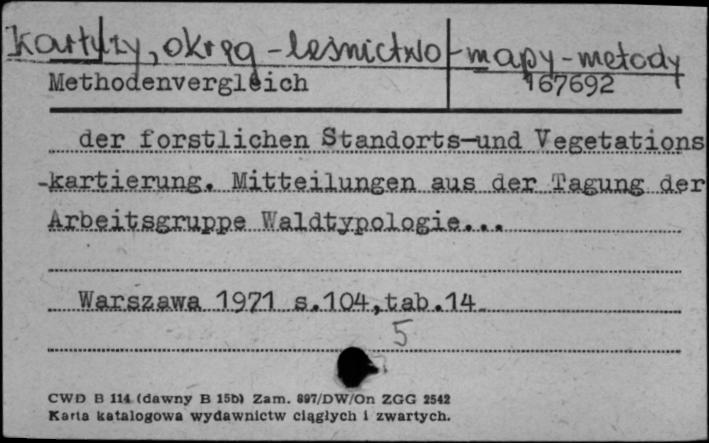 Kartuzy, okręg - leśnictwo - mapy - metody
Methodenvergleich 167692
der forstlichen Standorts-und Vegetations
-kartierung. Mitteilungen aus der Tagung der
Arbeitsgruppe Waldtypologie...
Warszawa 1971 s.104,tab.14
5
CWD B 114 (dawny B 15b) Zam. 897/DW/On ZGG 2542
Karta katalogowa wydawnictw ciągłych i zwartych.